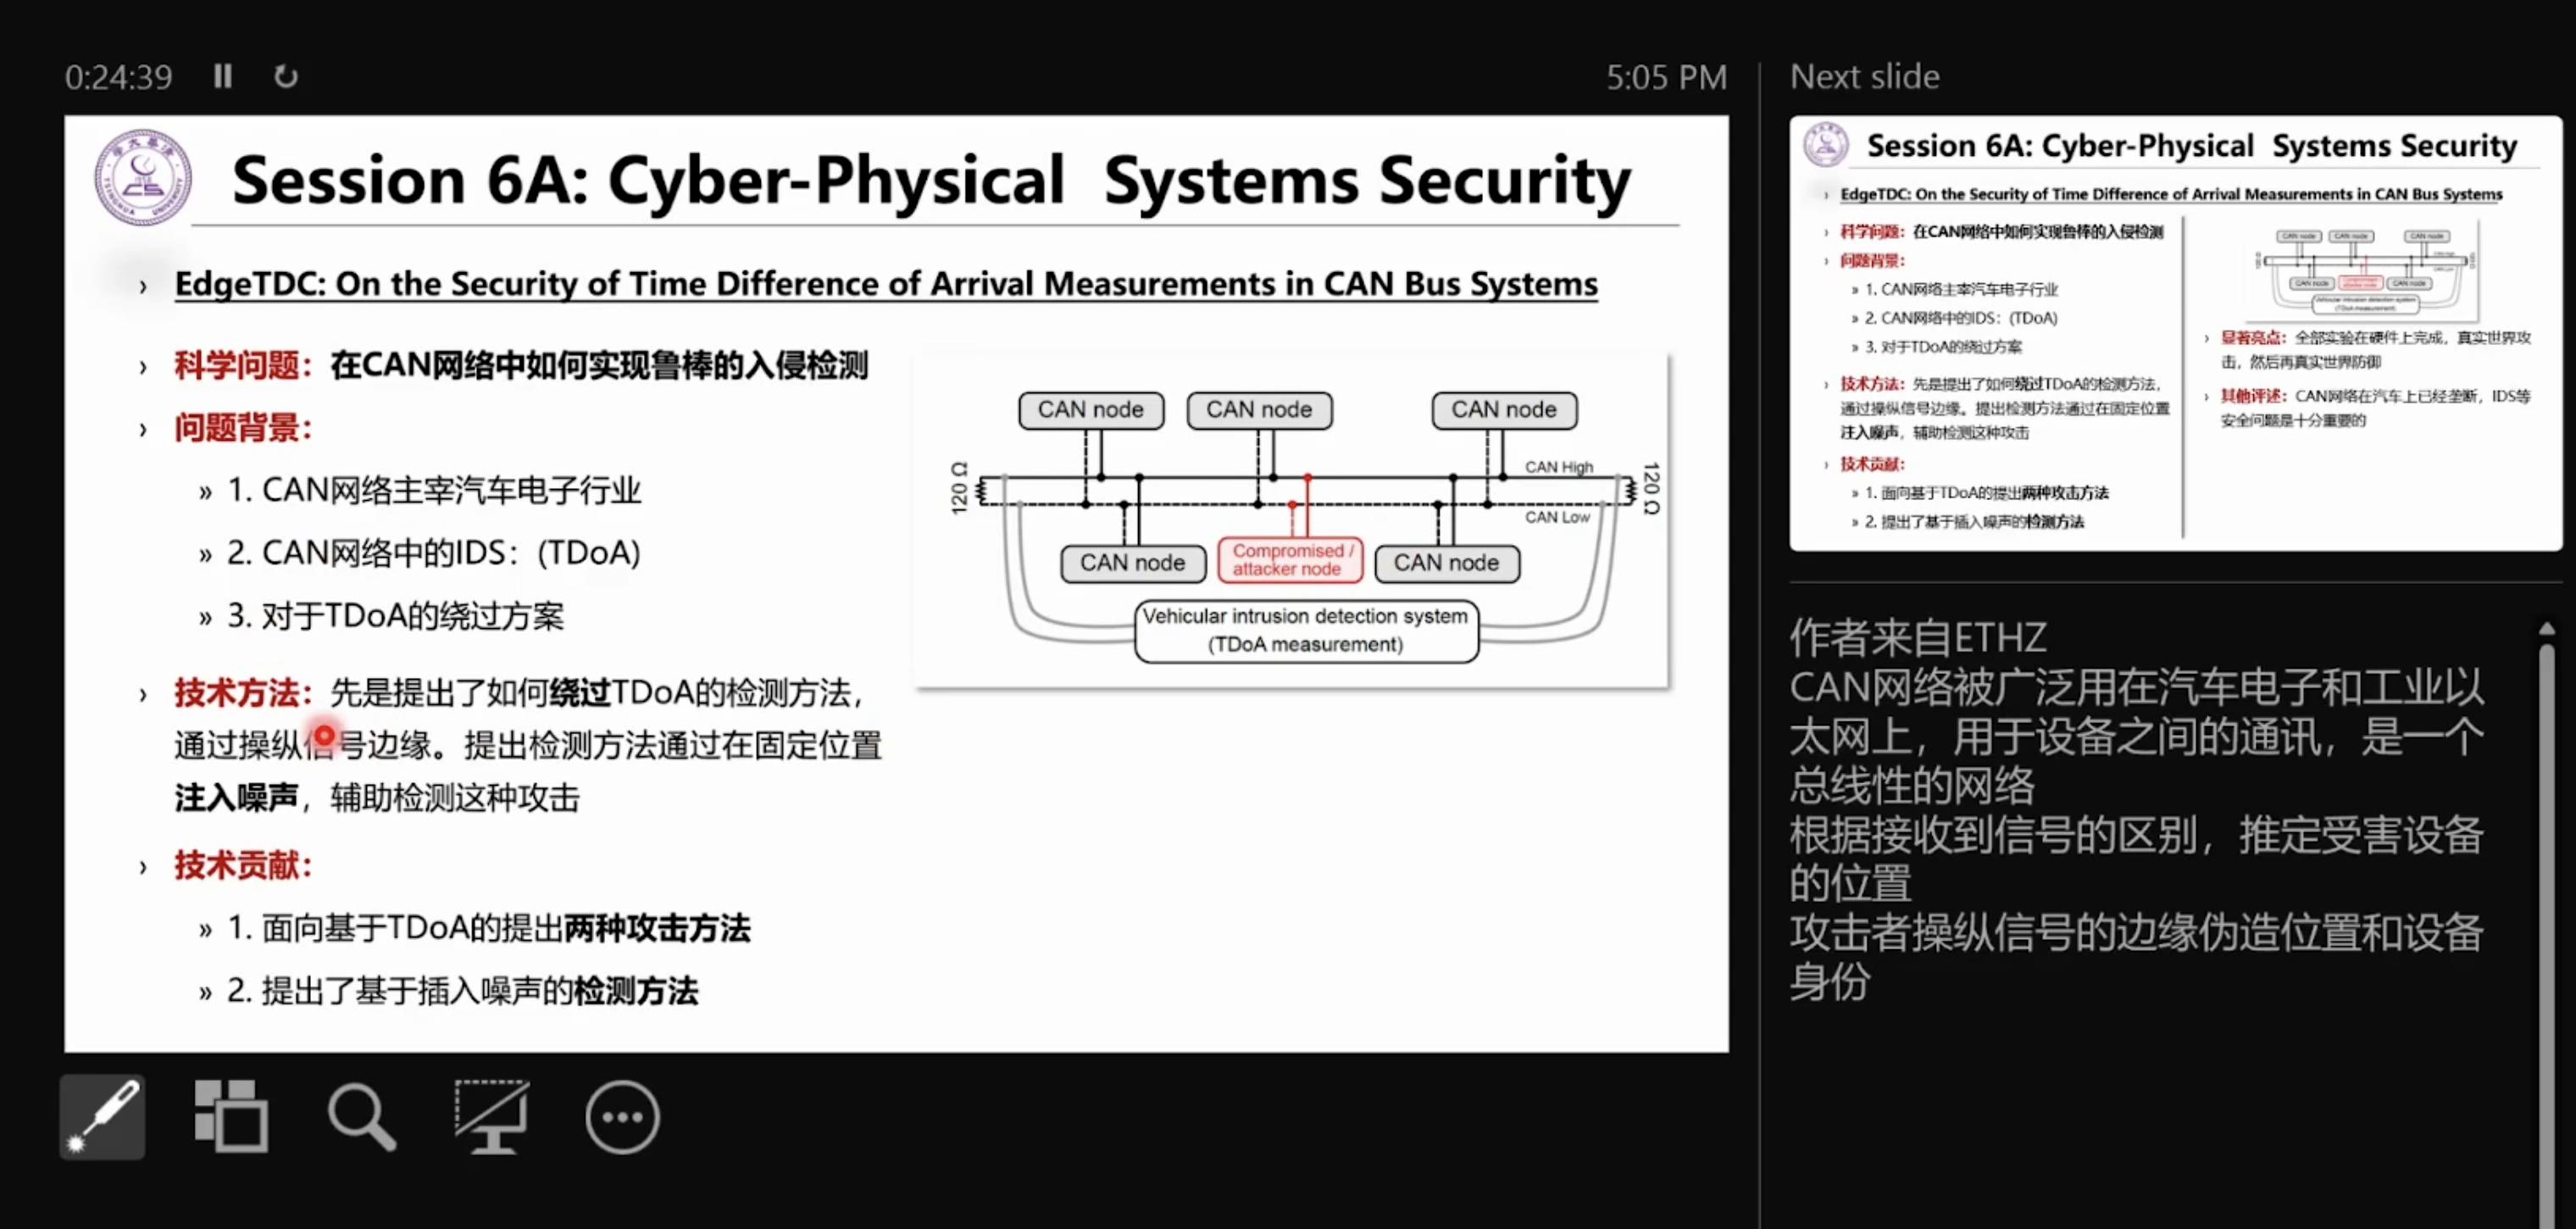 0:24:39
5:05 PM
Next slide
Session 6A: Cyber-Physical Systems Security
EdgeTDC: On the Security of Time Difference of Arrival Measurements in CAN Bus Systems
科学问题：在CAN网络中如何实现鲁棒的入侵检测
问题背景：
1. CAN网络主宰汽车电子行业
2. CAN网络中的IDS：(TDoA)
3. 对于TDoA的绕过方案
技术方法：先是提出了如何绕过TDoA的检测方法，
通过操纵信号边缘。提出检测方法通过在固定位置
注入噪声，辅助检测这种攻击
技术贡献：
1. 面向基于TDoA的提出两种攻击方法
2. 提出了基于插入噪声的检测方法
CAN node
CAN node
CAN node
120 Ω
CAN High
CAN Low
120 Ω
CAN node
Compromised /
attacker node
CAN node
Vehicular intrusion detection system
(TDoA measurement)
Session 6A: Cyber-Physical Systems Security
EdgeTDC: On the Security of Time Difference of Arrival Measurements in CAN Bus Systems
科学问题：在CAN网络中如何实现鲁棒的入侵检测
问题背景：
1. CAN网络主宰汽车电子行业
2. CAN网络中的IDS：(TDoA)
3. 对于TDoA的绕过方案
技术方法：先是提出了如何绕过TDoA的检测方法，
通过操纵信号边缘。提出检测方法通过在固定位置
注入噪声，辅助检测这种攻击
技术贡献：
1. 面向基于TDoA的提出两种攻击方法
2. 提出了基于插入噪声的检测方法
CAN node
CAN node
CAN node
CAN node
CAN node
Vehicular intrusion detection system
(TDoA measurement)
显著亮点：全部实验在硬件上完成，真实世界攻
击，然后再真实世界防御
其他评述：CAN网络在汽车上已经垄断，IDS等
安全问题是十分重要的
作者来自ETHZ
CAN网络被广泛用在汽车电子和工业以
太网上，用于设备之间的通讯，是一个
总线性的网络
根据接收到信号的区别，推定受害设备
的位置
攻击者操纵信号的边缘伪造位置和设备
身份